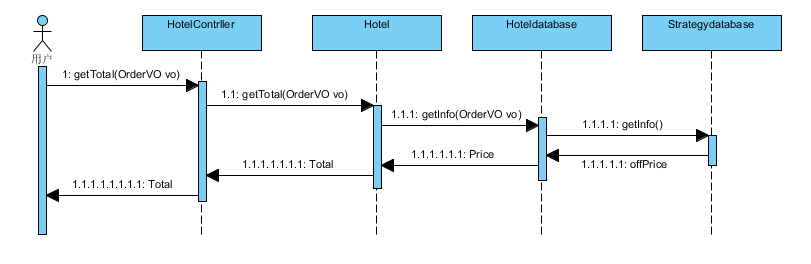 HotelContrller
Hotel
Hoteldatabase
Strategydatabase
用户
1: getTotal(OrderVO vo)
1.1: getTotal(OrderVO vo)
1.1.1: getInfo(OrderVO vo)
1.1.1.1: getInfo()
1.1.1.1.1: offPrice
1.1.1.1.1.1: Price
1.1.1.1.1.1.1: Total
1.1.1.1.1.1.1.1: Total